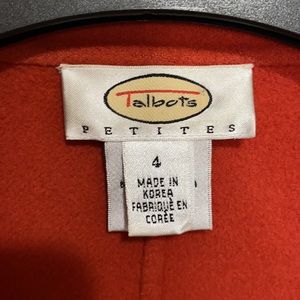 Talbots
PETITES
4
MADE IN
KOREA
FABRIQUÉ EN
CORÉE